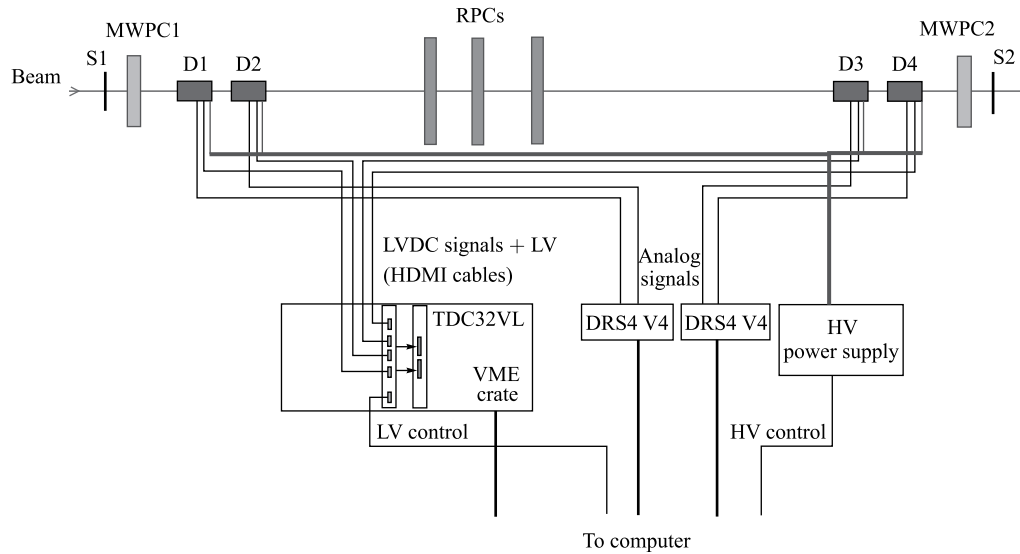 RPCs
MWPC1
MWPC2
S1
S2
D1
D2
D3
D4
Beam
LVDC signals + LV
(HDMI cables)
Analog
signals
TDC32VL
DRS4 V4
DRS4 V4
HV
power supply
VME
crate
LV control
HV control
To computer